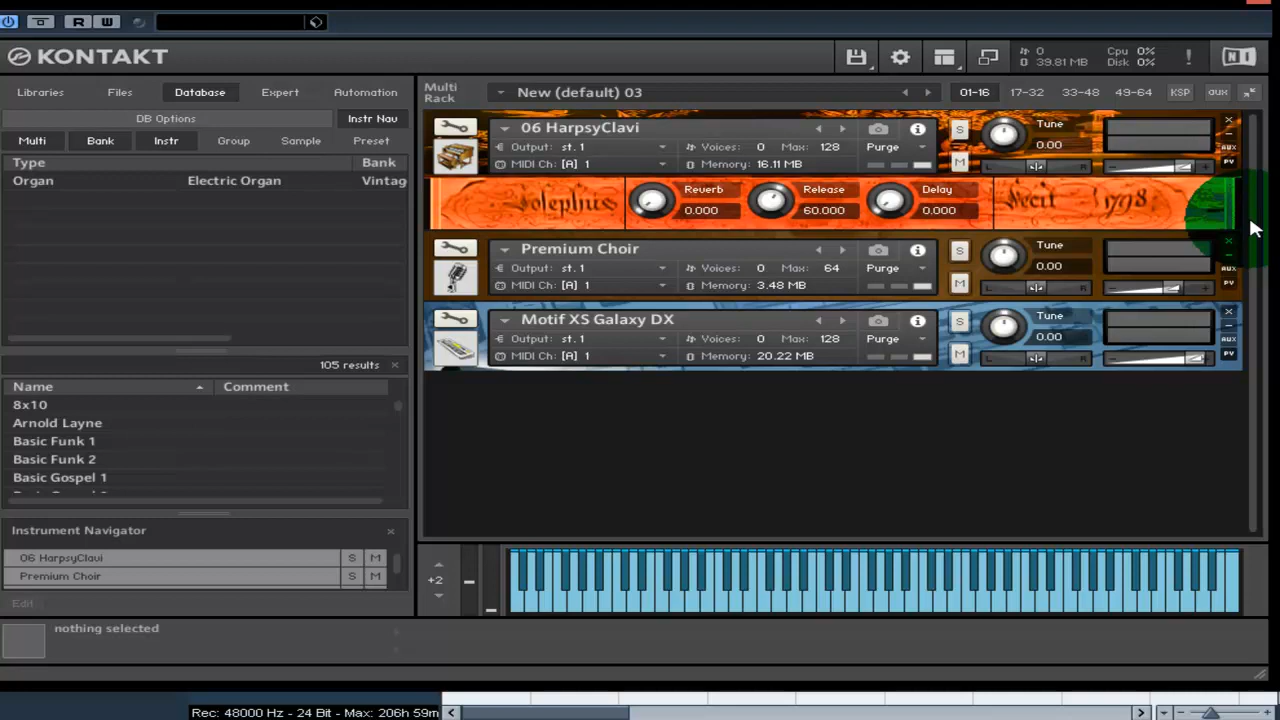 R W
KONTAKT
0
39.81 MB
Cpu 0%
Disk 0%
!
NI
Libraries Files Database Expert Automation
DB Options Instr Nav
Multi Bank Instr Group Sample Preset
Type Bank
Organ Electric Organ Vintag
105 results
Name Comment
8x10
Arnold Layne
Basic Funk 1
Basic Funk 2
Basic Gospel 1
Instrument Navigator
06 HarpsyClavi S M
Premium Choir S M
Edit
nothing selected
Multi
Rack
New (default) 03
01-16 17-32 33-48 49-64 KSP aux
06 HarpsyClavi
Output: st. 1 Voices: 0 Max: 128 Purge
MIDI Ch: [A] 1 Memory: 16.11 MB
S
M
Tune
0.00
L R
AUX
PV
Josephus
Reverb
0.000
Release
60.000
Delay
0.000
Fecit 1798
Premium Choir
Output: st. 1 Voices: 0 Max: 64 Purge
MIDI Ch: [A] 1 Memory: 3.48 MB
S
M
Tune
0.00
L R
AUX
PV
Motif XS Galaxy DX
Output: st. 1 Voices: 0 Max: 128 Purge
MIDI Ch: [A] 1 Memory: 20.22 MB
S
M
Tune
0.00
L R
AUX
PV
+2
Rec: 48000 Hz - 24 Bit - Max: 206h 59m